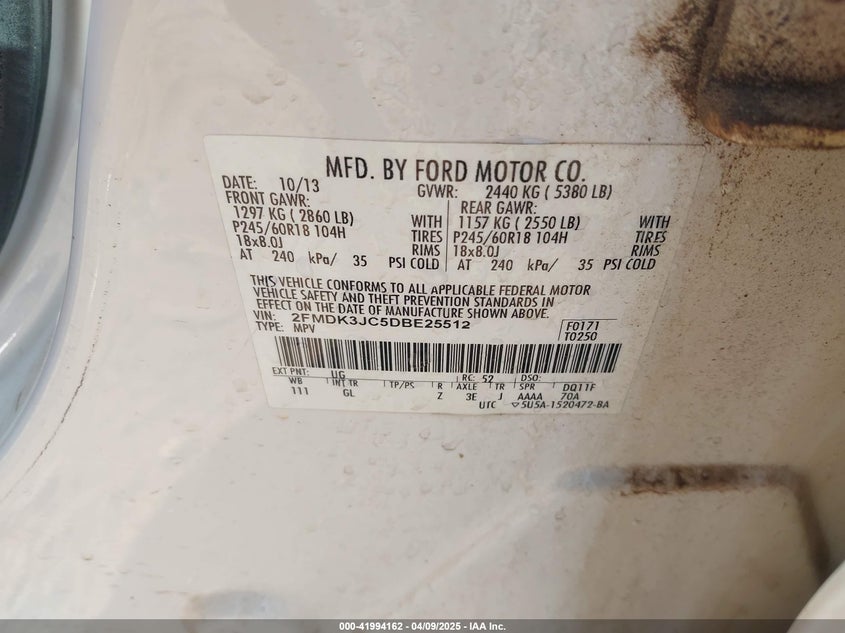 MFD. BY FORD MOTOR CO.
DATE: 10/13 GVWR: 2440 KG ( 5380 LB)
FRONT GAWR: REAR GAWR:
1297 KG ( 2860 LB) WITH 1157 KG ( 2550 LB) WITH
P245/60R18 104H TIRES P245/60R18 104H TIRES
18x8.0J RIMS 18x8.0J RIMS
AT 240 kPa/ 35 PSI COLD AT 240 kPa/ 35 PSI COLD
THIS VEHICLE CONFORMS TO ALL APPLICABLE FEDERAL MOTOR
VEHICLE SAFETY AND THEFT PREVENTION STANDARDS IN
EFFECT ON THE DATE OF MANUFACTURE SHOWN ABOVE.
VIN: 2FMDK3JC5DBE25512 F0171
TYPE: MPV T0250
EXT PNT: UG RC: 52 DSO:
WB INT TR TP/PS R AXLE TR SPR DQ11F
111 GL Z 3E J AAAA 70A
UTC ▽5U5A-1520472-BA
000-41994162 - 04/09/2025 - IAA Inc.